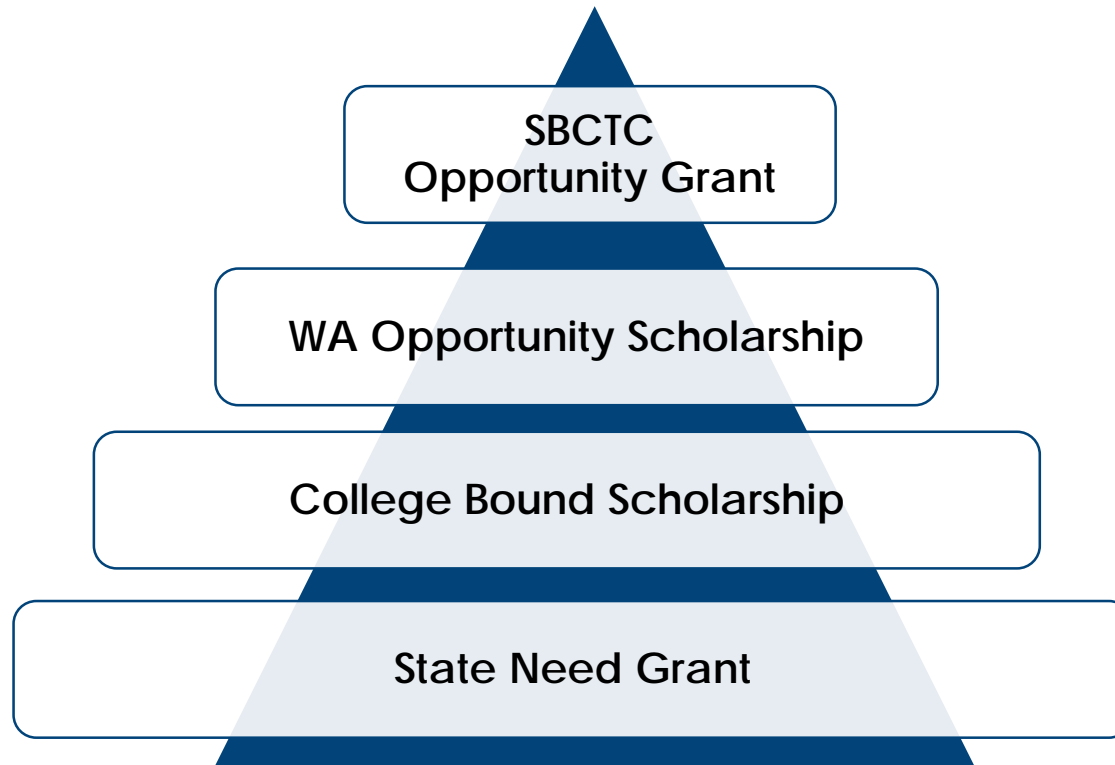 SBCTC
Opportunity Grant
WA Opportunity Scholarship
College Bound Scholarship
State Need Grant